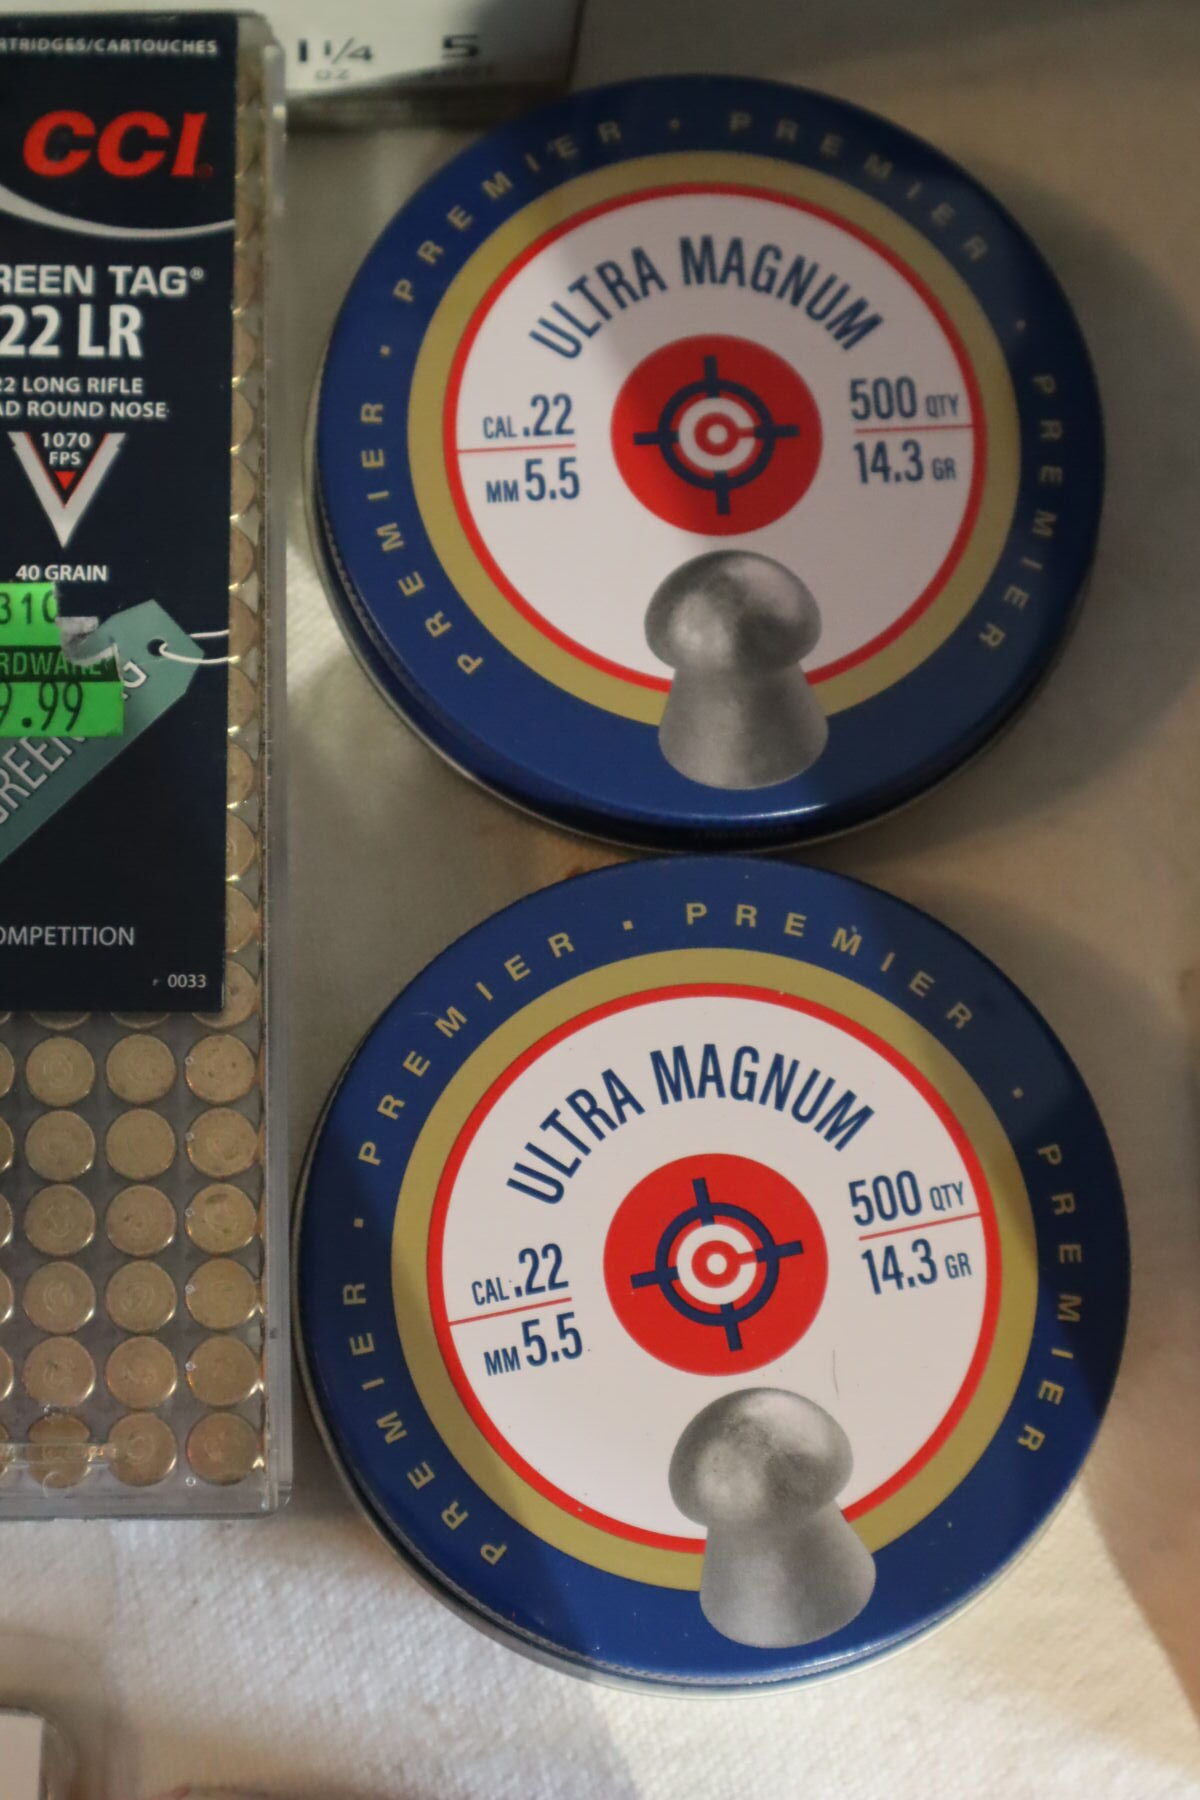 RTRIDGES/CARTOUCHES
CCI
REEN TAG®
22 LR
22 LONG RIFLE
AD ROUND NOSE
1070
FPS
40 GRAIN
310
RDWARE
9.99
GREEN
OMPETITION
0033
1 1/4 5
OZ
PREMIER · PREMIER · PREMIER · PREMIER
ULTRA MAGNUM
CAL .22
MM 5.5
500 QTY
14.3 GR
PREMIER · PREMIER · PREMIER · PREMIER
ULTRA MAGNUM
CAL .22
MM 5.5
500 QTY
14.3 GR